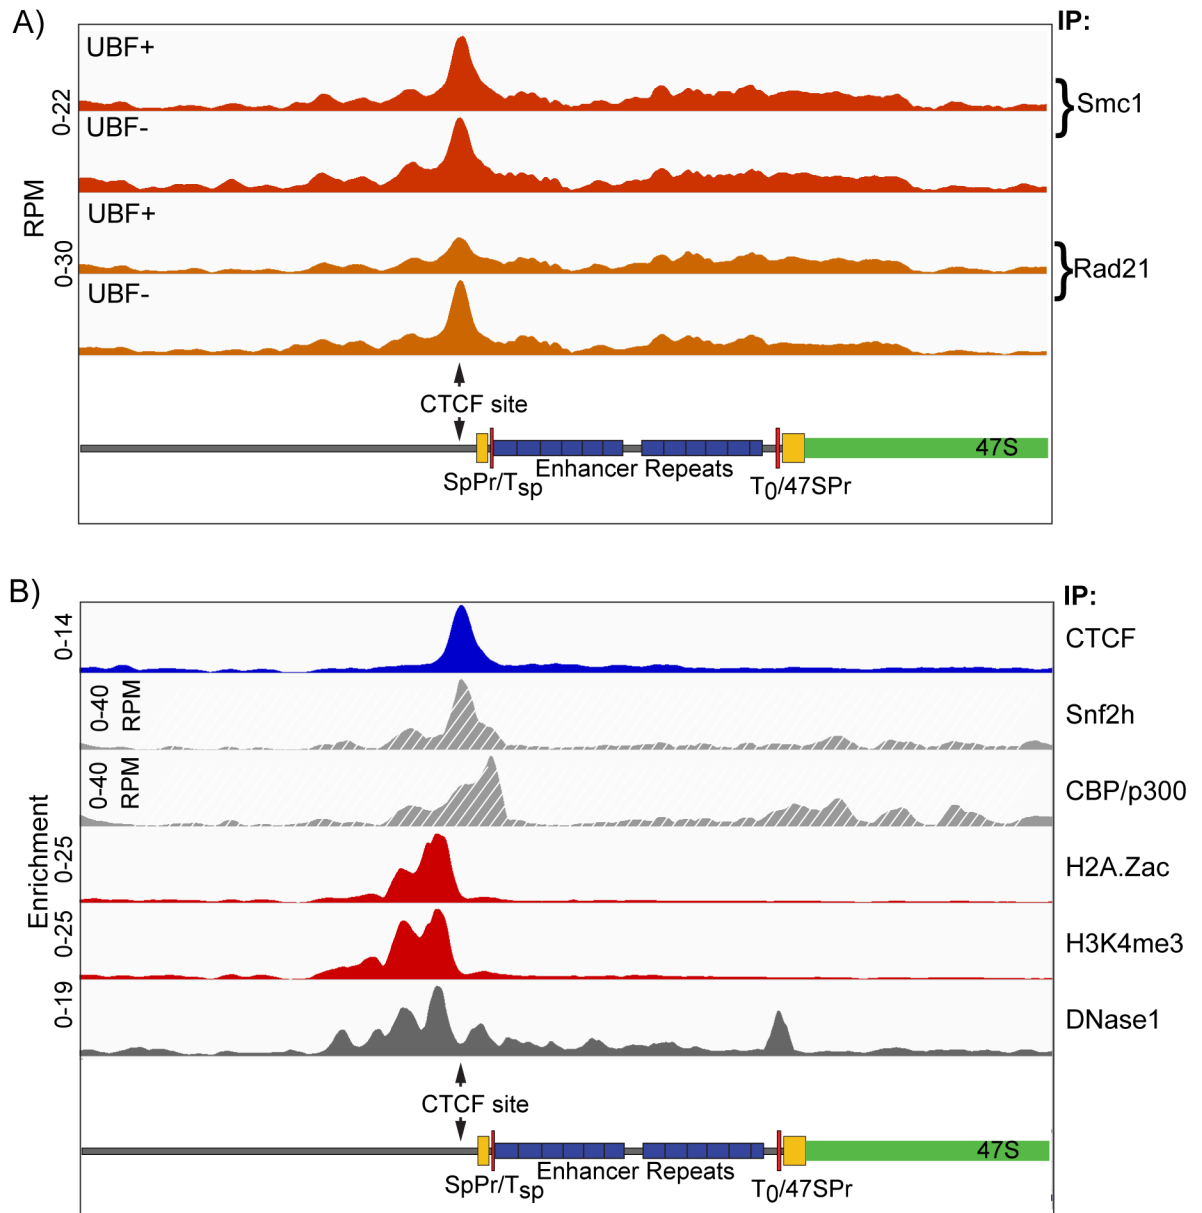 A)
IP:
UBF+
0-22
Smc1
UBF-
RPM
UBF+
0-30
Rad21
UBF-
CTCF site
47S
SpPr/Tsp
Enhancer Repeats
T0/47SPr
B)
IP:
0-14
CTCF
0-40
RPM
Snf2h
0-40
RPM
CBP/p300
Enrichment
0-25
H2A.Zac
0-25
H3K4me3
0-19
DNase1
CTCF site
47S
SpPr/Tsp
Enhancer Repeats
T0/47SPr